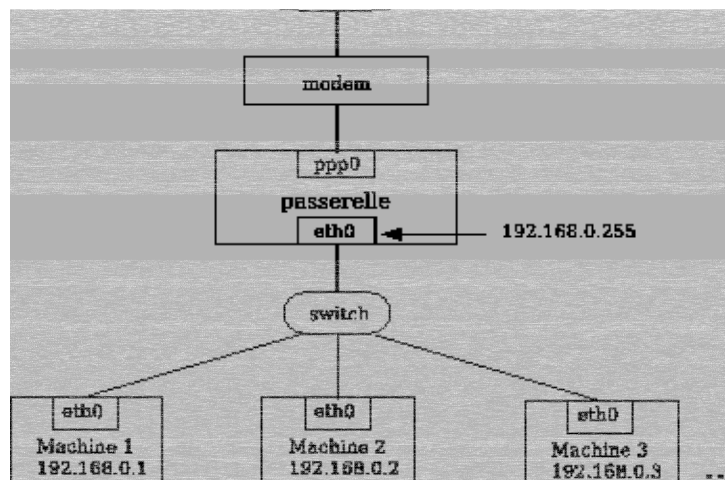 modem
ppp0
passerelle
eth0
192.168.0.255
switch
eth0
eth0
eth0
Machine 1
Machine 2
Machine 3
192.168.0.1
192.168.0.2
192.168.0.3
..